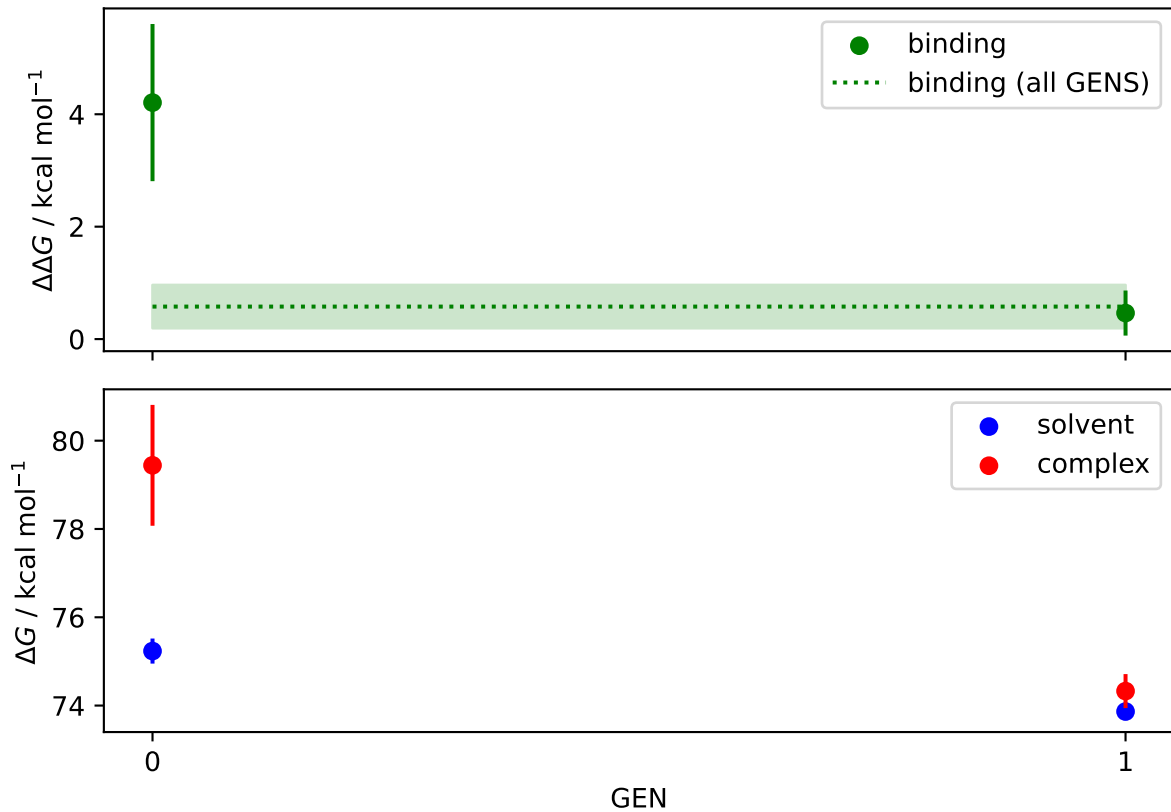 binding
binding (all GENS)
ΔΔG / kcal mol⁻¹
4
2
0
solvent
complex
ΔG / kcal mol⁻¹
80
78
76
74
0 1
GEN